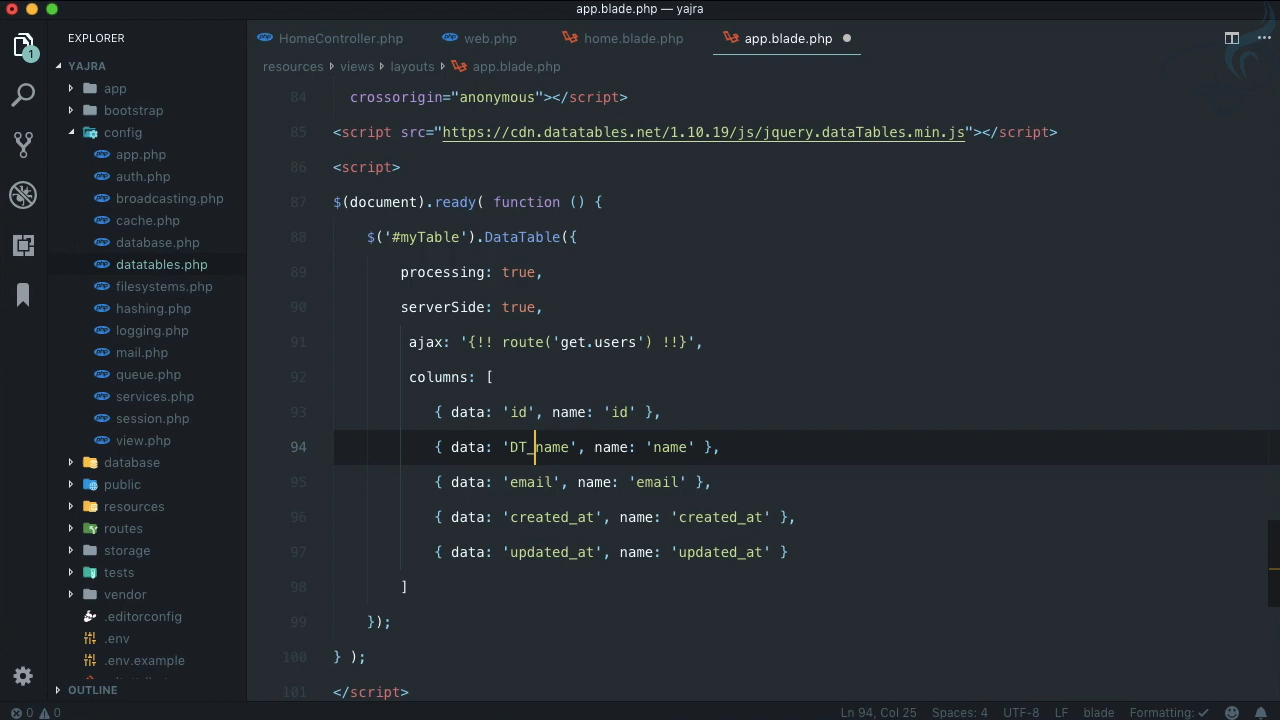 app.blade.php — yajra
EXPLORER
HomeController.php
web.php
home.blade.php
app.blade.php
1
YAJRA
resources
views
layouts
app.blade.php
app
bootstrap
config
app.php
auth.php
broadcasting.php
cache.php
database.php
datatables.php
filesystems.php
hashing.php
logging.php
mail.php
queue.php
services.php
session.php
view.php
database
public
resources
routes
storage
tests
vendor
.editorconfig
.env
.env.example
OUTLINE
84 crossorigin="anonymous"></script>
85 <script src="https://cdn.datatables.net/1.10.19/js/jquery.dataTables.min.js"></script>
86 <script>
87 $(document).ready( function () {
88 $('#myTable').DataTable({
89 processing: true,
90 serverSide: true,
91 ajax: '{!! route('get.users') !!}',
92 columns: [
93 { data: 'id', name: 'id' },
94 { data: 'DT_name', name: 'name' },
95 { data: 'email', name: 'email' },
96 { data: 'created_at', name: 'created_at' },
97 { data: 'updated_at', name: 'updated_at' }
98 ]
99 });
100 } );
101 </script>
0 0
Ln 94, Col 25 Spaces: 4 UTF-8 LF blade Formatting: ✓